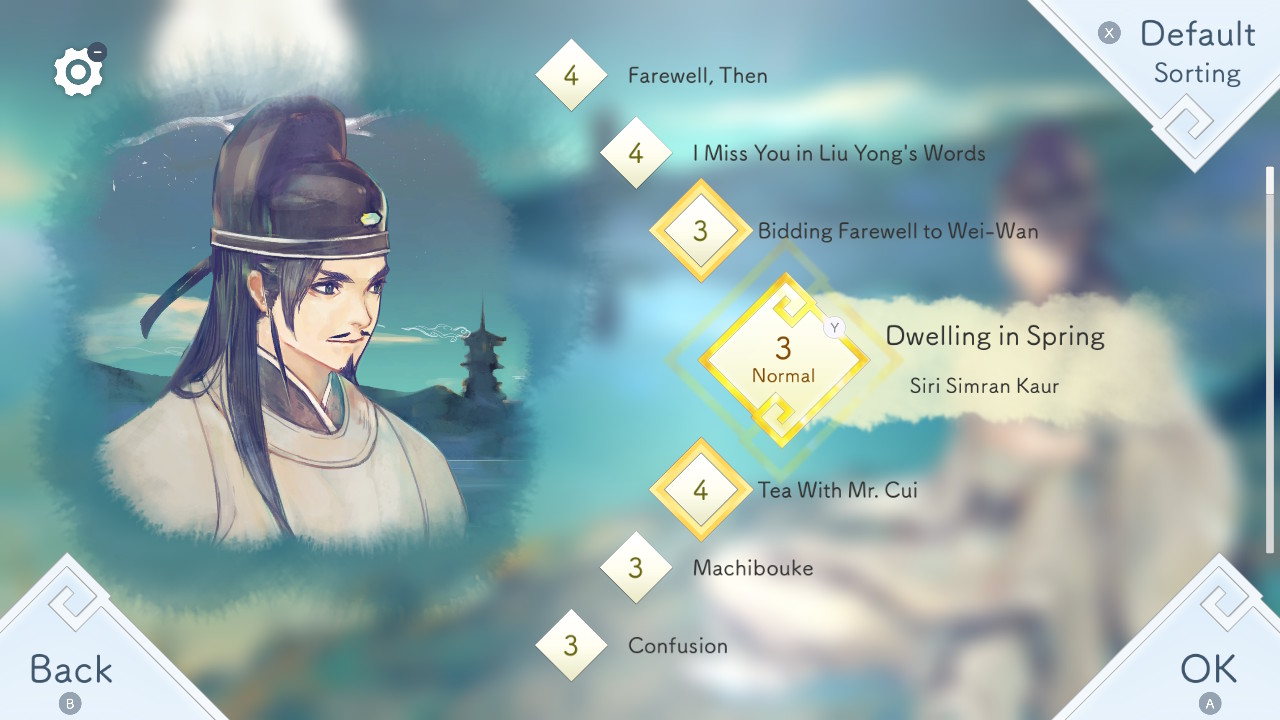 X Default
Sorting
4 Farewell, Then
4 I Miss You in Liu Yong's Words
3 Bidding Farewell to Wei-Wan
Y
3 Dwelling in Spring
Normal Siri Simran Kaur
4 Tea With Mr. Cui
3 Machibouke
3 Confusion
Back
B
OK
A